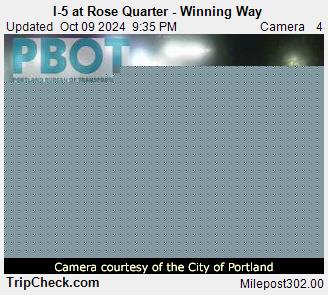 I-5 at Rose Quarter - Winning Way
Updated Oct 09 2024 9:35 PM Camera 4
PBOT
PORTLAND BUREAU OF TRANSPORTATION
Camera courtesy of the City of Portland
TripCheck.com Milepost302.00